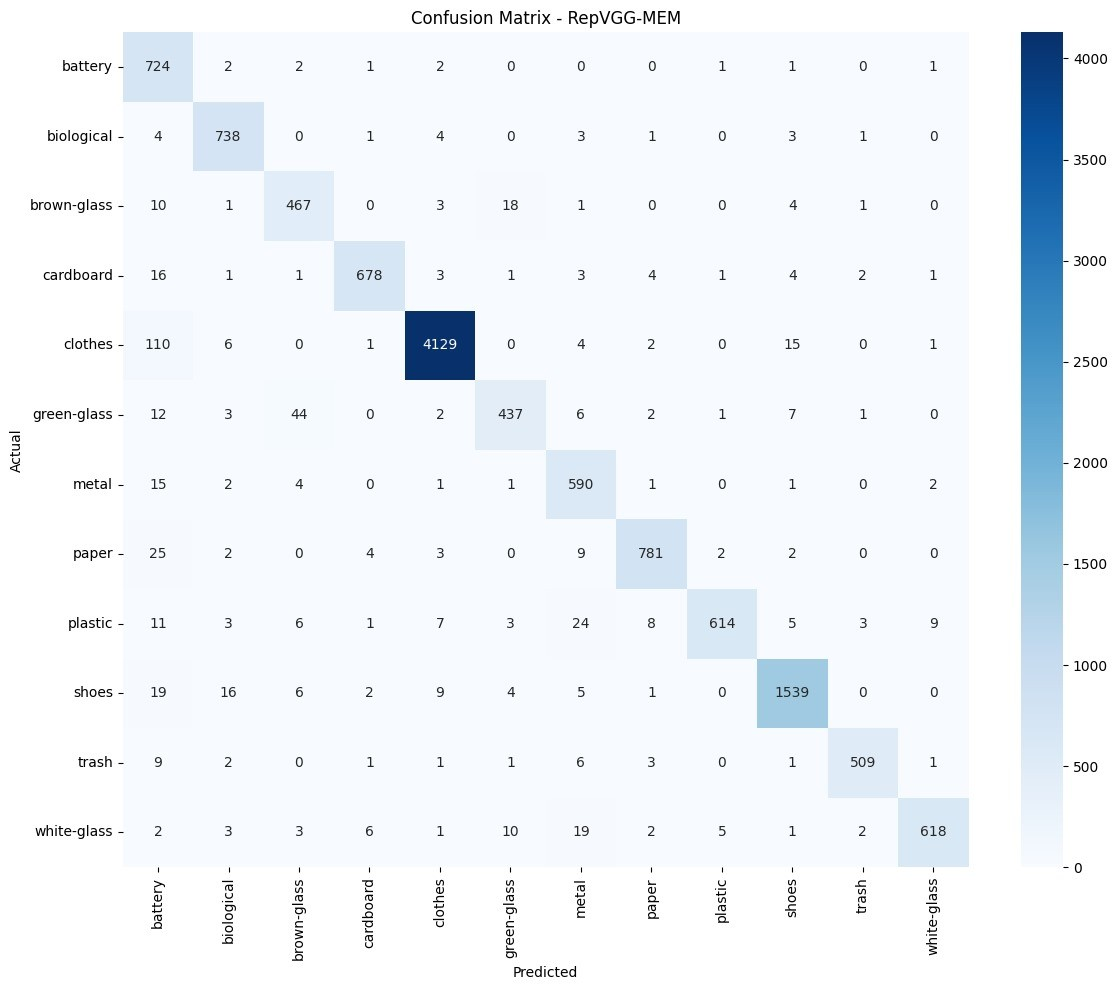 Confusion Matrix - RepVGG-MEM
battery 724 2 2 1 2 0 0 0 1 1 0 1
biological 4 738 0 1 4 0 3 1 0 3 1 0
brown-glass 10 1 467 0 3 18 1 0 0 4 1 0
cardboard 16 1 1 678 3 1 3 4 1 4 2 1
clothes 110 6 0 1 4129 0 4 2 0 15 0 1
green-glass 12 3 44 0 2 437 6 2 1 7 1 0
metal 15 2 4 0 1 1 590 1 0 1 0 2
paper 25 2 0 4 3 0 9 781 2 2 0 0
plastic 11 3 6 1 7 3 24 8 614 5 3 9
shoes 19 16 6 2 9 4 5 1 0 1539 0 0
trash 9 2 0 1 1 1 6 3 0 1 509 1
white-glass 2 3 3 6 1 10 19 2 5 1 2 618
battery biological brown-glass cardboard clothes green-glass metal paper plastic shoes trash white-glass
Predicted
Actual
4000
3500
3000
2500
2000
1500
1000
500
0